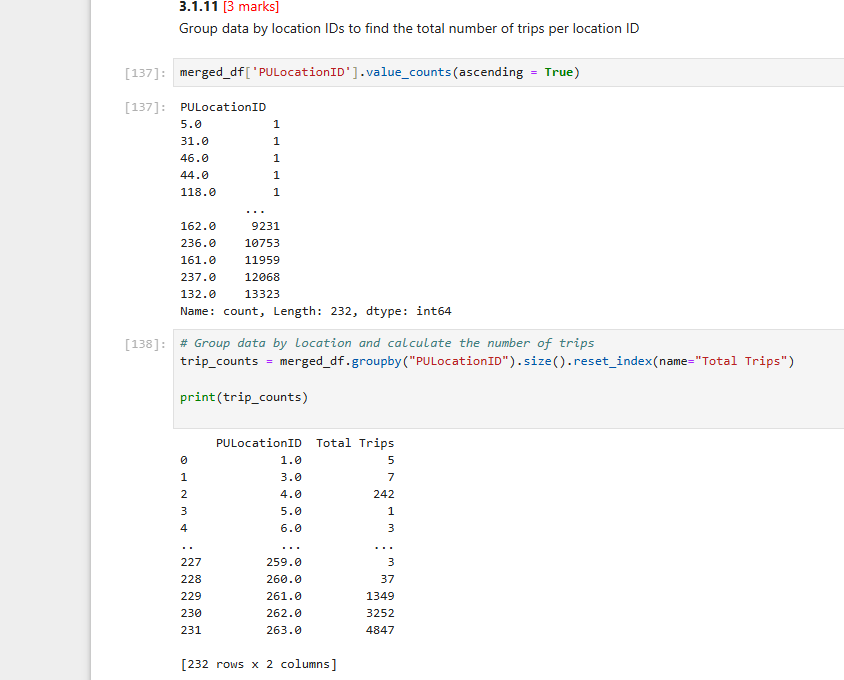 3.1.11 [3 marks]
Group data by location IDs to find the total number of trips per location ID
[137]: merged_df['PULocationID'].value_counts(ascending = True)
[137]: PULocationID
5.0 1
31.0 1
46.0 1
44.0 1
118.0 1
...
162.0 9231
236.0 10753
161.0 11959
237.0 12068
132.0 13323
Name: count, Length: 232, dtype: int64
[138]: # Group data by location and calculate the number of trips
trip_counts = merged_df.groupby("PULocationID").size().reset_index(name="Total Trips")
print(trip_counts)
PULocationID Total Trips
0 1.0 5
1 3.0 7
2 4.0 242
3 5.0 1
4 6.0 3
.. ... ...
227 259.0 3
228 260.0 37
229 261.0 1349
230 262.0 3252
231 263.0 4847
[232 rows x 2 columns]